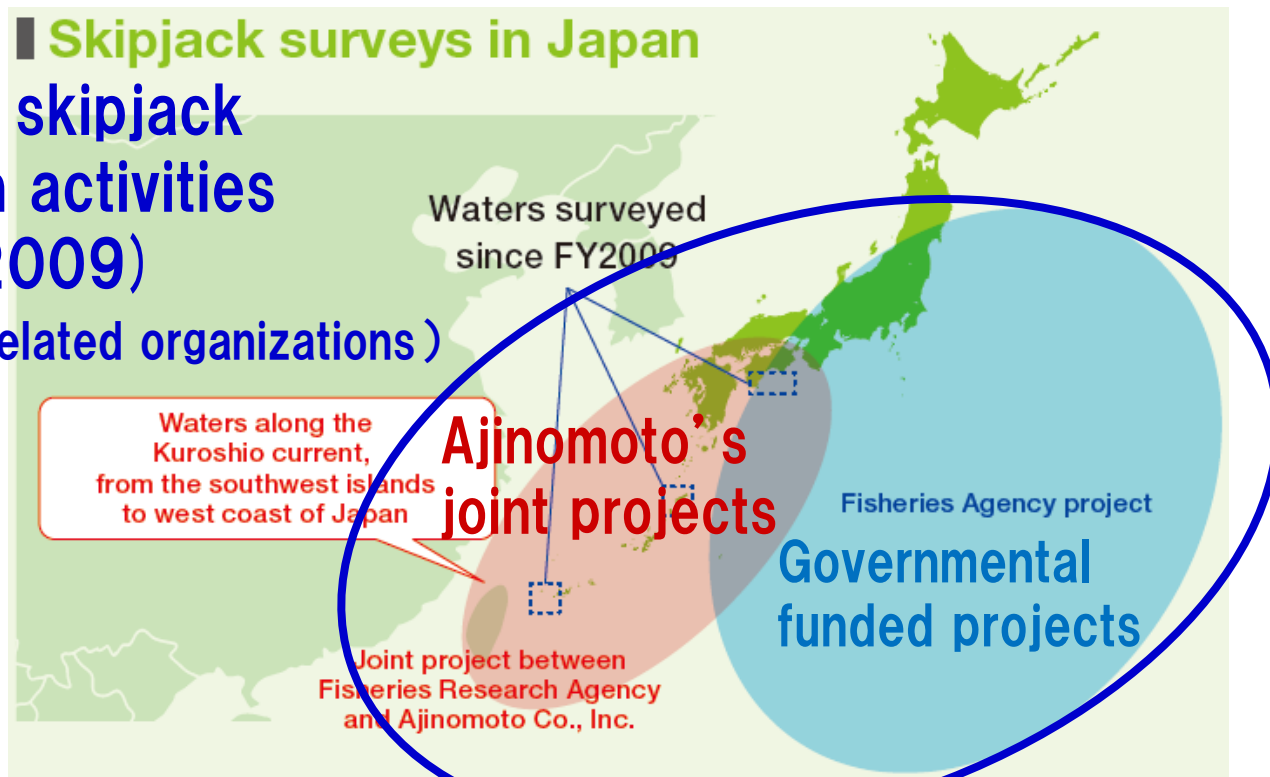 Skipjack surveys in Japan
skipjack
activities
2009)
elated organizations)
Waters surveyed
since FY2009
Waters along the
Kuroshio current,
from the southwest islands
to west coast of Japan
Ajinomoto's
joint projects
Fisheries Agency project
Governmental
funded projects
Joint project between
Fisheries Research Agency
and Ajinomoto Co., Inc.